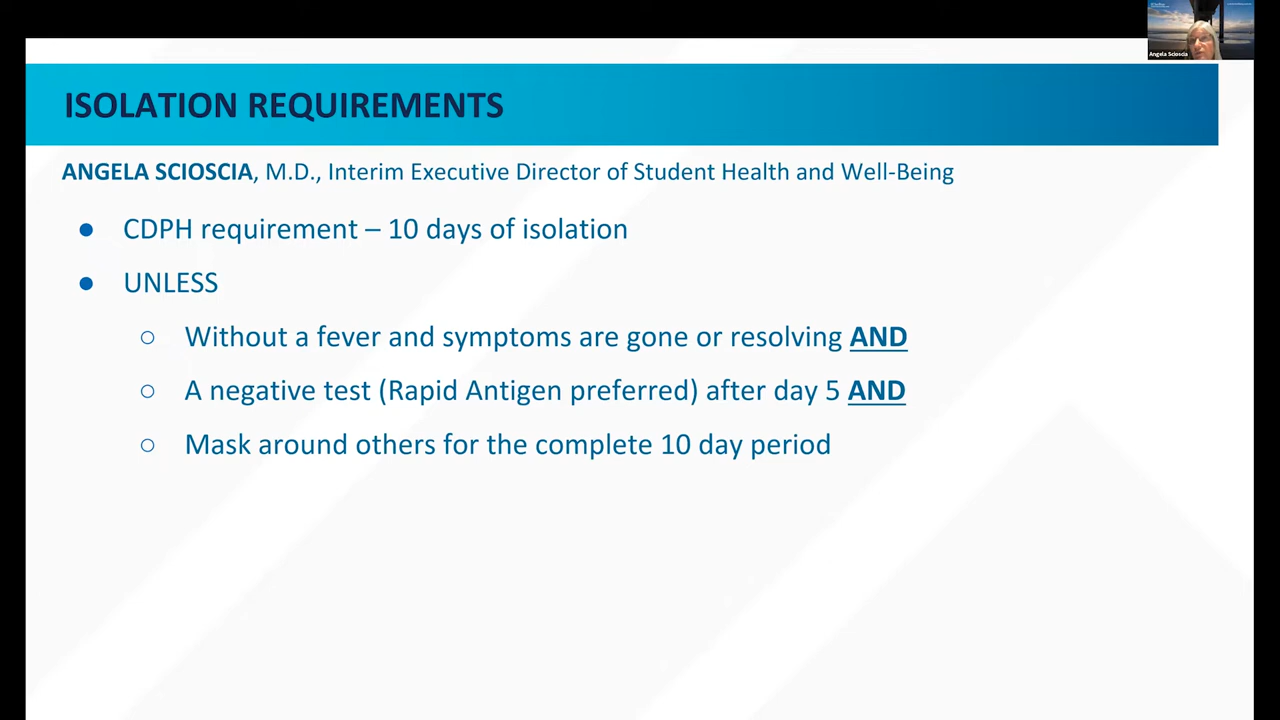 Angela Scioscia
ISOLATION REQUIREMENTS
ANGELA SCIOSCIA, M.D., Interim Executive Director of Student Health and Well-Being
● CDPH requirement – 10 days of isolation
● UNLESS
○ Without a fever and symptoms are gone or resolving AND
○ A negative test (Rapid Antigen preferred) after day 5 AND
○ Mask around others for the complete 10 day period